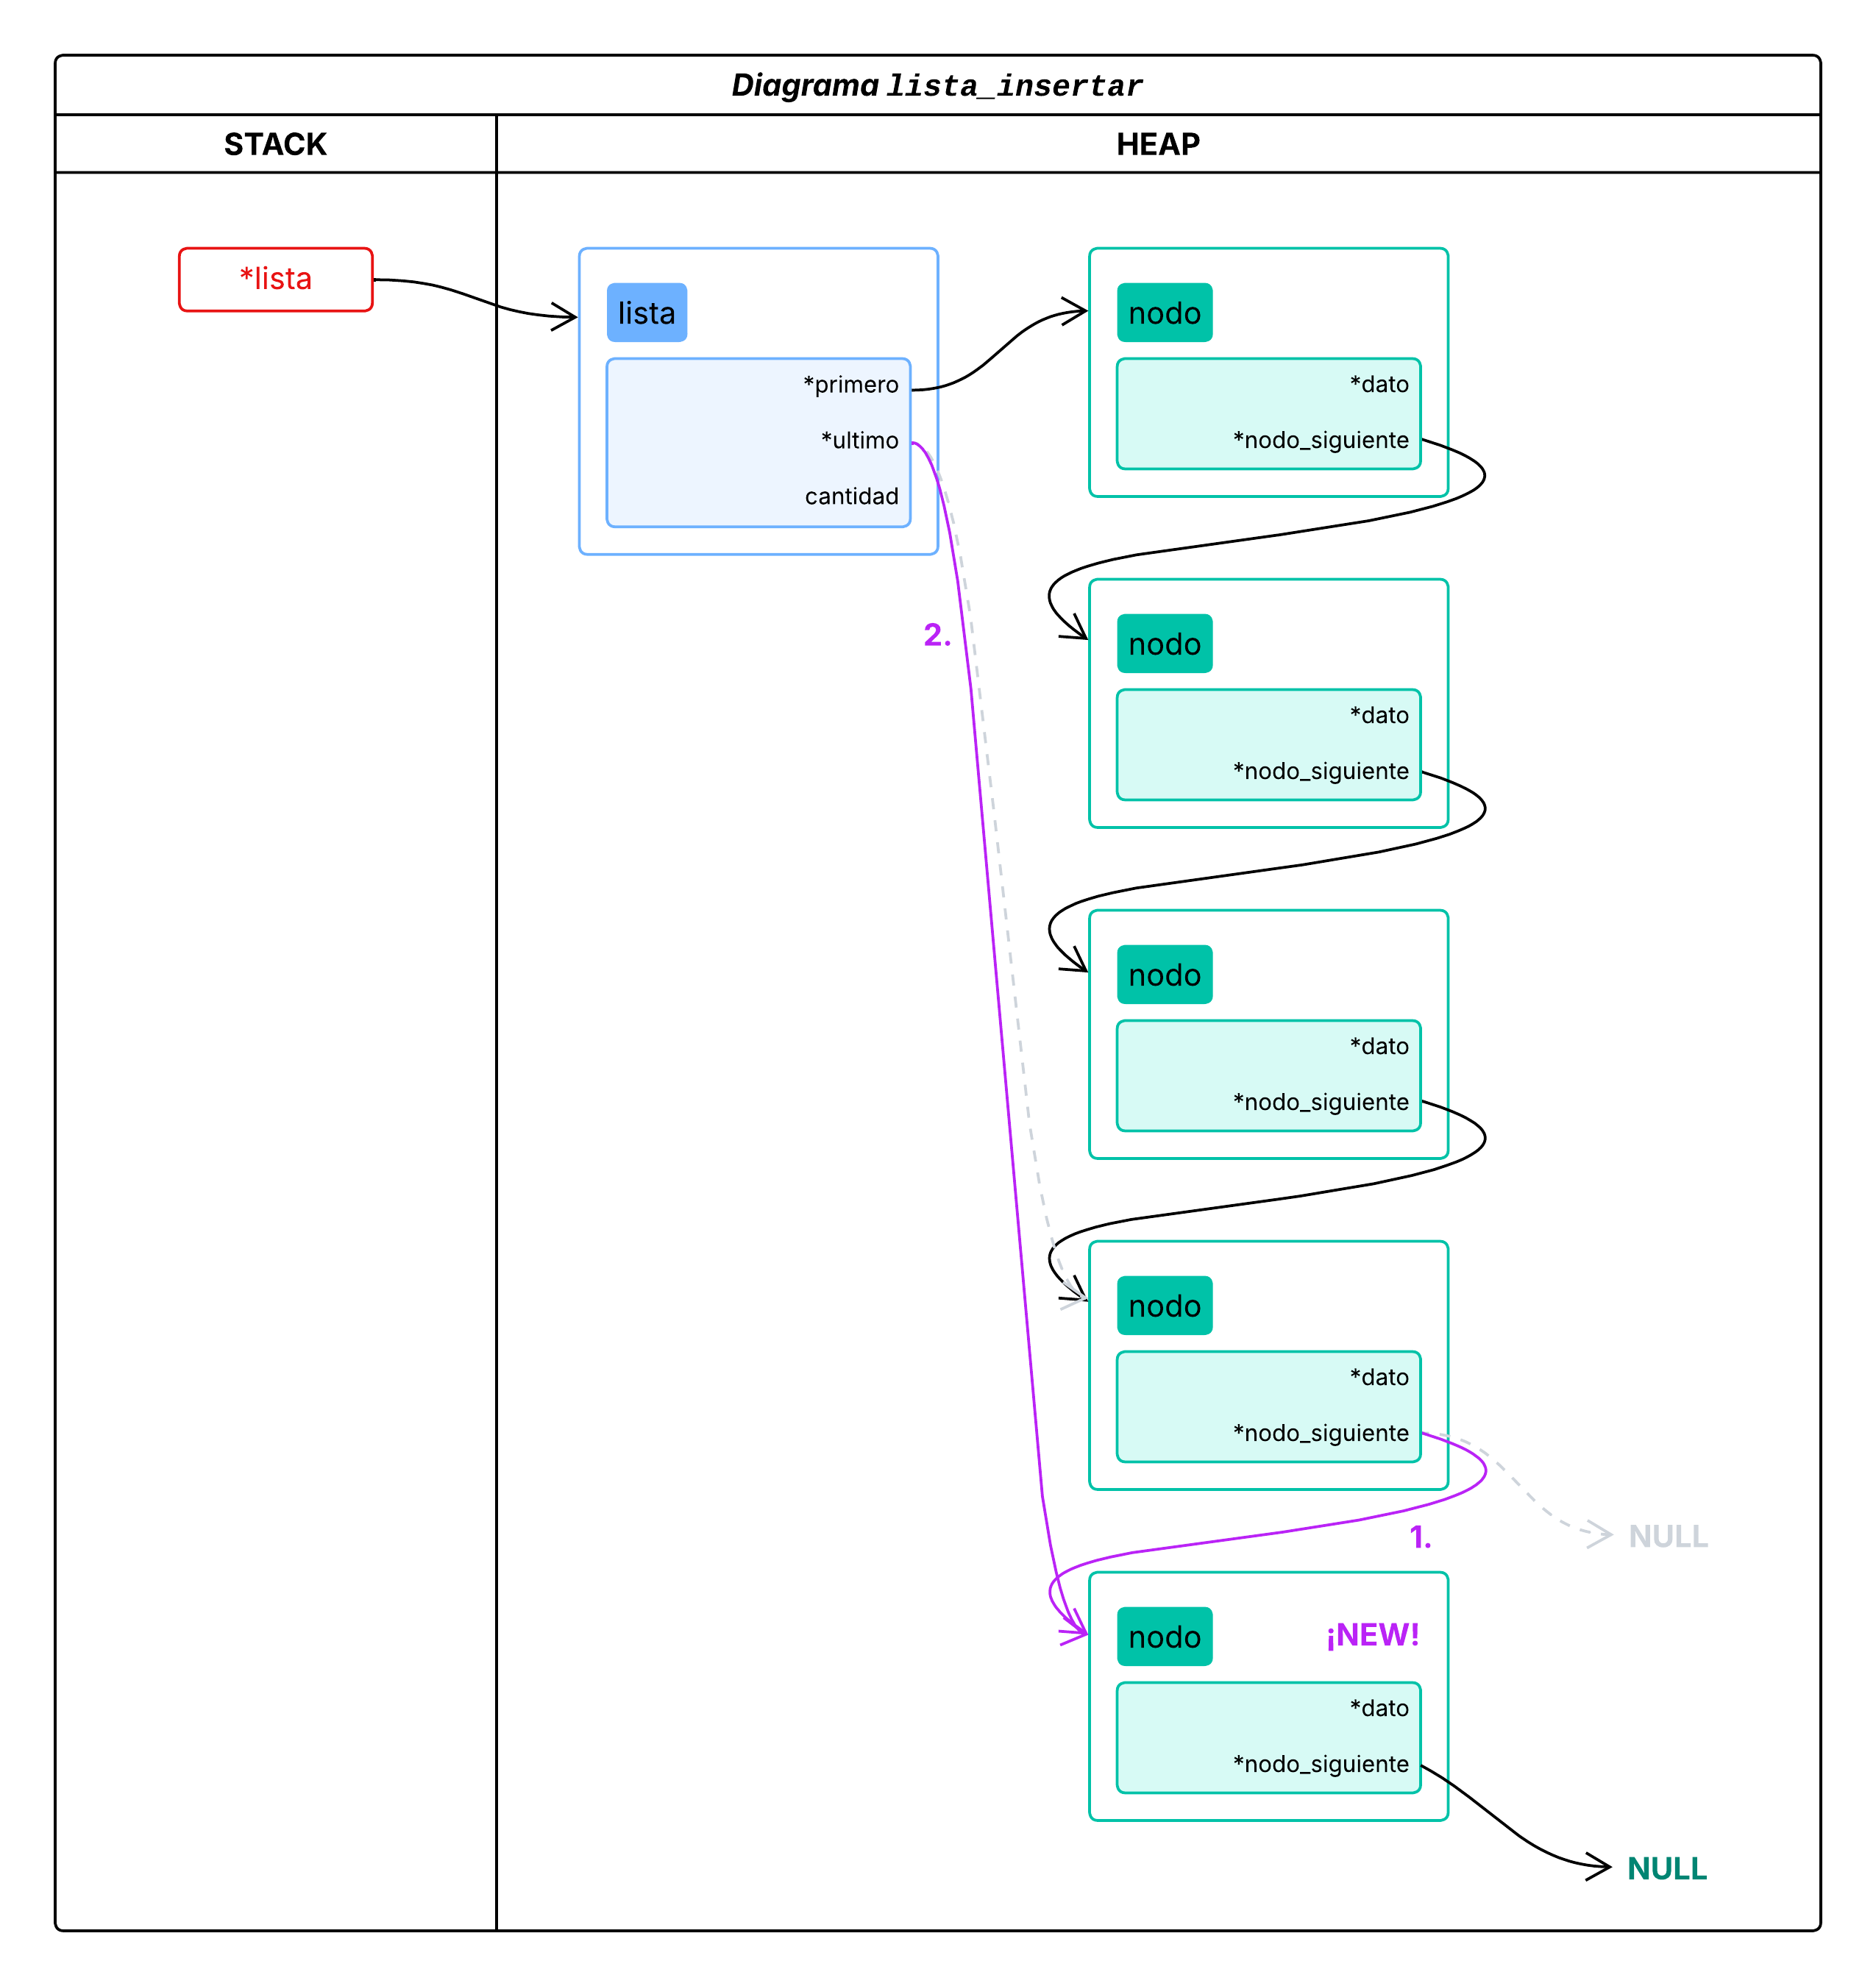 Diagrama lista_insertar
STACK
HEAP
*lista
lista
*primero
*ultimo
cantidad
nodo
*dato
*nodo_siguiente
2.
nodo
*dato
*nodo_siguiente
nodo
*dato
*nodo_siguiente
nodo
*dato
*nodo_siguiente
1.
NULL
nodo
¡NEW!
*dato
*nodo_siguiente
NULL